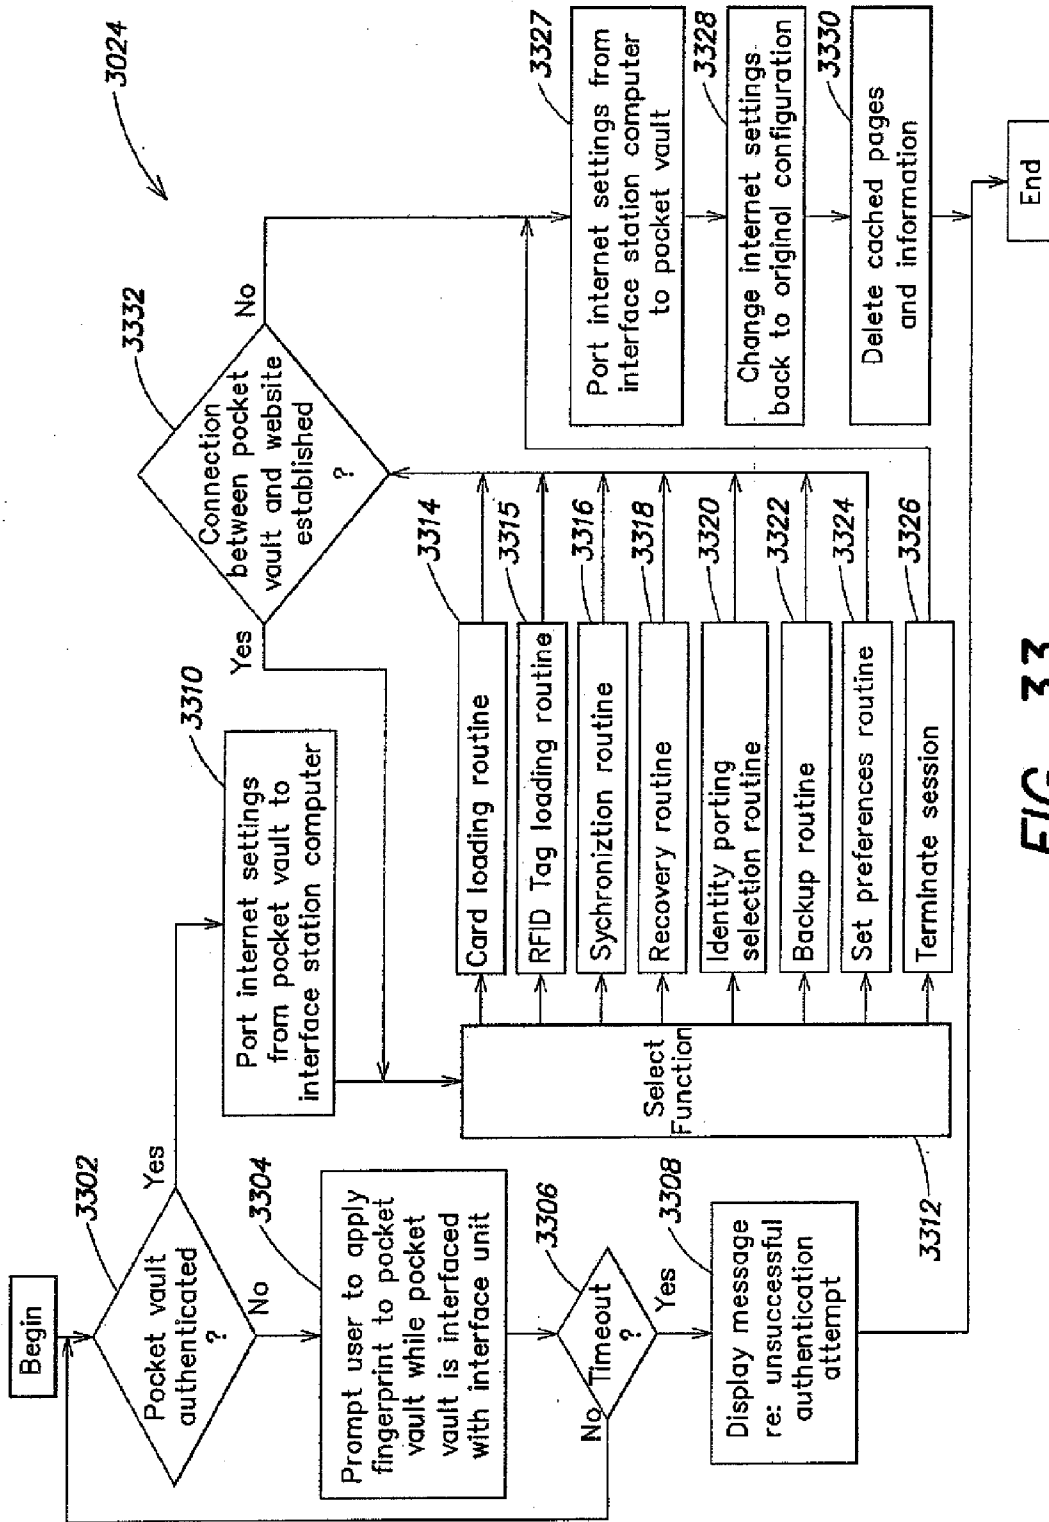 3024
Begin
3302
Pocket vault
authenticated
?
Yes
No
3304
Prompt user to apply
fingerprint to pocket
vault while pocket
vault is interfaced
with interface unit
3306
Timeout
?
No
Yes
3308
Display message
re: unsuccessful
authentication
attempt
3310
Port internet settings
from pocket vault to
interface station computer
3312
Select
Function
3314
Card loading routine
3315
RFID Tag loading routine
3316
Sychronization routine
3318
Recovery routine
3320
Identity porting
selection routine
3322
Backup routine
3324
Set preferences routine
3326
Terminate session
3332
Connection
between pocket
vault and website
established
?
Yes
No
3327
Port internet settings from
interface station computer
to pocket vault
3328
Change internet settings
back to original configuration
3330
Delete cached pages
and information
End
FIG. 33